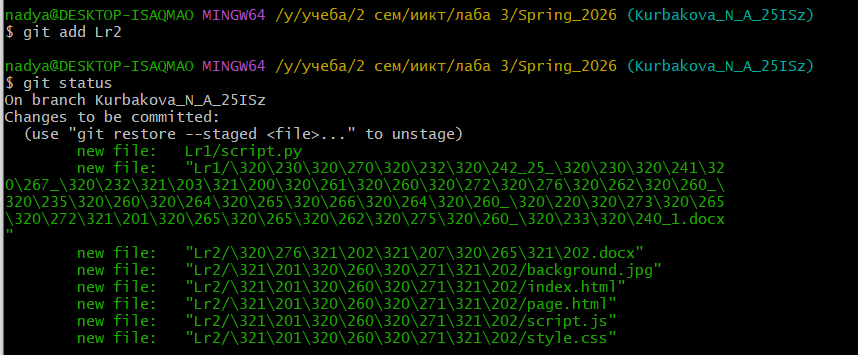 nadya@DESKTOP-ISAQMAO MINGW64 /y/учеба/2 сем/иикт/лаба 3/Spring_2026 (Kurbakova_N_A_25ISz)
$ git add Lr2
nadya@DESKTOP-ISAQMAO MINGW64 /y/учеба/2 сем/иикт/лаба 3/Spring_2026 (Kurbakova_N_A_25ISz)
$ git status
On branch Kurbakova_N_A_25ISz
Changes to be committed:
  (use "git restore --staged <file>..." to unstage)
        new file:   Lr1/script.py
        new file:   "Lr1/\320\230\320\270\320\232\320\242_25_\320\230\320\241\32
0\267_\320\232\321\203\321\200\320\261\320\260\320\272\320\276\320\262\320\260_\
320\235\320\260\320\264\320\265\320\266\320\264\320\260_\320\220\320\273\320\265
\320\272\321\201\320\265\320\265\320\262\320\275\320\260_\320\233\320\240_1.docx
"
        new file:   "Lr2/\320\276\321\202\321\207\320\265\321\202.docx"
        new file:   "Lr2/\321\201\320\260\320\271\321\202/background.jpg"
        new file:   "Lr2/\321\201\320\260\320\271\321\202/index.html"
        new file:   "Lr2/\321\201\320\260\320\271\321\202/page.html"
        new file:   "Lr2/\321\201\320\260\320\271\321\202/script.js"
        new file:   "Lr2/\321\201\320\260\320\271\321\202/style.css"